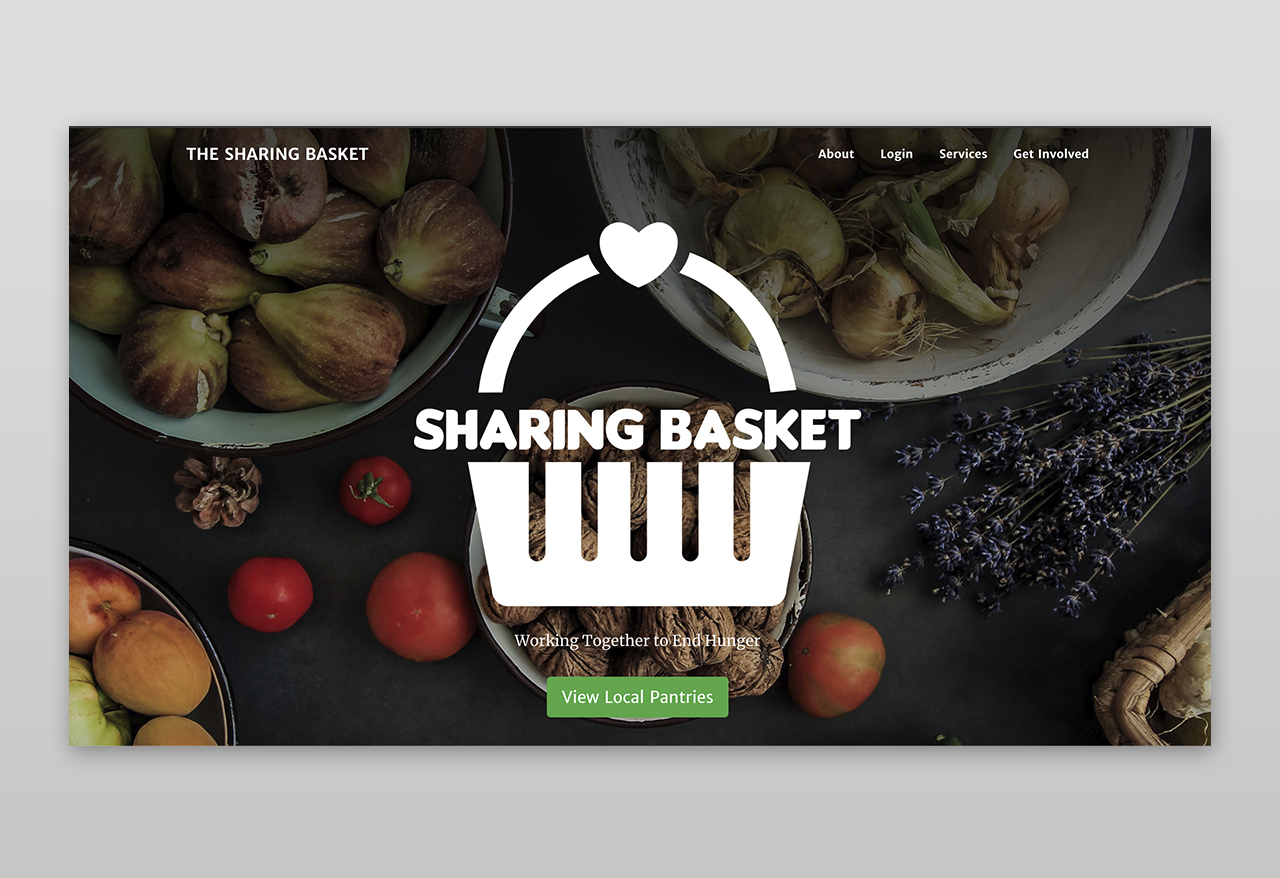 THE SHARING BASKET
About Login Services Get Involved
SHARING BASKET
Working Together to End Hunger
View Local Pantries